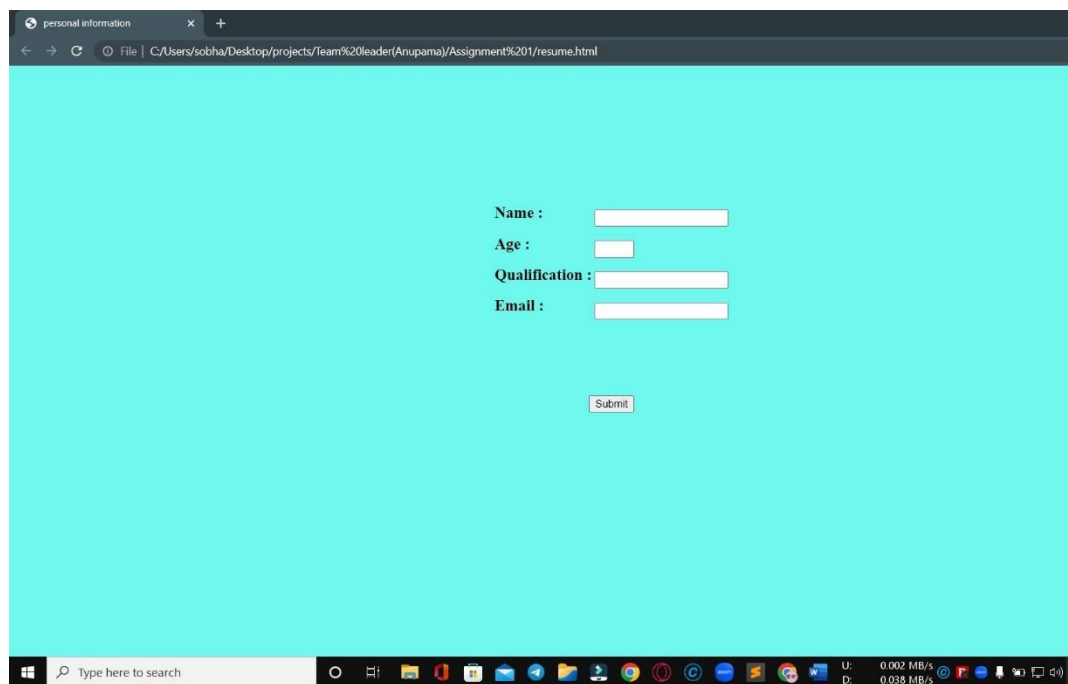 personal information
File | C:/Users/sobha/Desktop/projects/Team%20leader(Anupama)/Assignment%201/resume.html
Name :
Age :
Qualification :
Email :
Submit
Type here to search
U: 0.002 MB/s
D: 0.038 MB/s